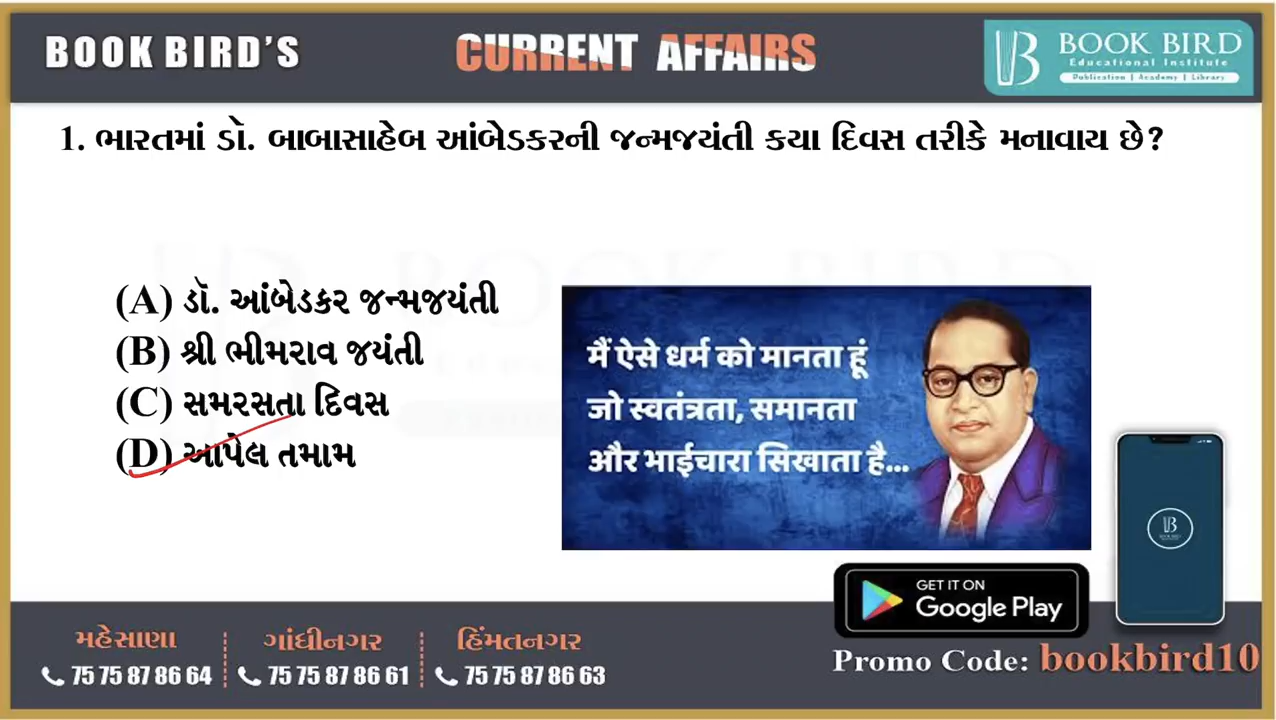 BOOK BIRD'S
CURRENT AFFAIRS
BOOK BIRD
Educational Institute
Publication | Academy | Library
1. ભારતમાં ડૉ. બાબાસાહેબ આંબેડકરની જન્મજયંતી કયા દિવસ તરીકે મનાવાય છે?
(A) ડૉ. આંબેડકર જન્મજયંતી
(B) શ્રી ભીમરાવ જયંતી
(C) સમરસતા દિવસ
(D) આપેલ તમામ
मैं ऐसे धर्म को मानता हूं
जो स्वतंत्रता, समानता
और भाईचारा सिखाता है...
GET IT ON
Google Play
Promo Code: bookbird10
મહેસાણા
75 75 87 86 64
ગાંધીનગર
75 75 87 86 61
હિંમતનગર
75 75 87 86 63